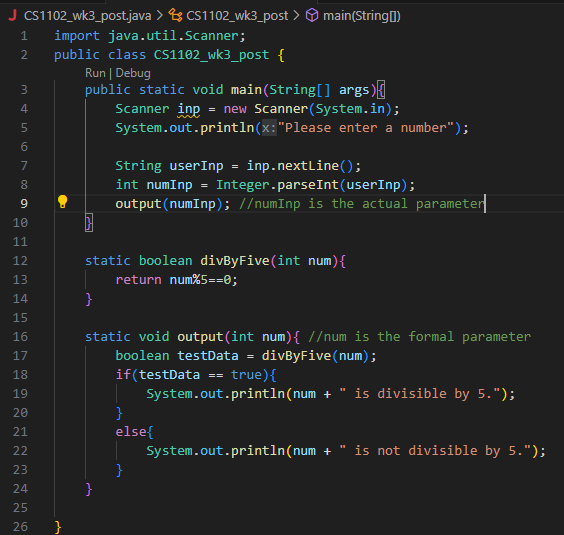 J CS1102_wk3_post.java > CS1102_wk3_post > main(String[])
1 import java.util.Scanner;
2 public class CS1102_wk3_post {
Run | Debug
3 public static void main(String[] args){
4 Scanner inp = new Scanner(System.in);
5 System.out.println(x:"Please enter a number");
6
7 String userInp = inp.nextLine();
8 int numInp = Integer.parseInt(userInp);
9 output(numInp); //numInp is the actual parameter
10 }
11
12 static boolean divByFive(int num){
13 return num%5==0;
14 }
15
16 static void output(int num){ //num is the formal parameter
17 boolean testData = divByFive(num);
18 if(testData == true){
19 System.out.println(num + " is divisible by 5.");
20 }
21 else{
22 System.out.println(num + " is not divisible by 5.");
23 }
24 }
25
26 }